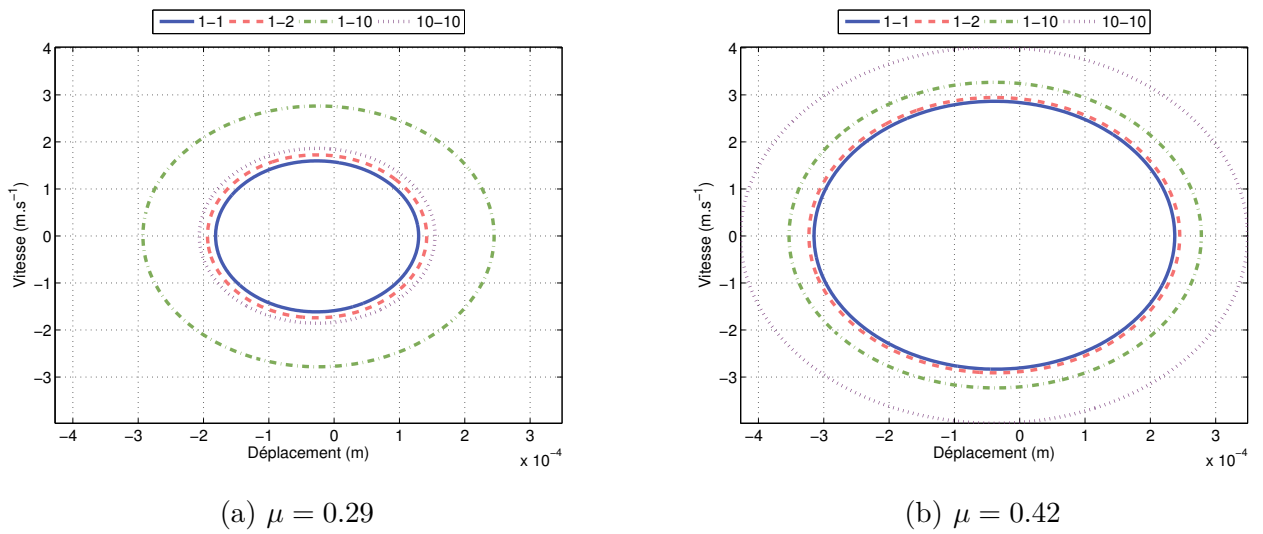 1−1 1−2 1−10 10−10
4
3
2
1
0
−1
−2
−3
Vitesse (m.s⁻¹)
−4 −3 −2 −1 0 1 2 3
Déplacement (m)
x 10⁻⁴
(a) μ = 0.29
1−1 1−2 1−10 10−10
4
3
2
1
0
−1
−2
−3
Vitesse (m.s⁻¹)
−4 −3 −2 −1 0 1 2 3
Déplacement (m)
x 10⁻⁴
(b) μ = 0.42